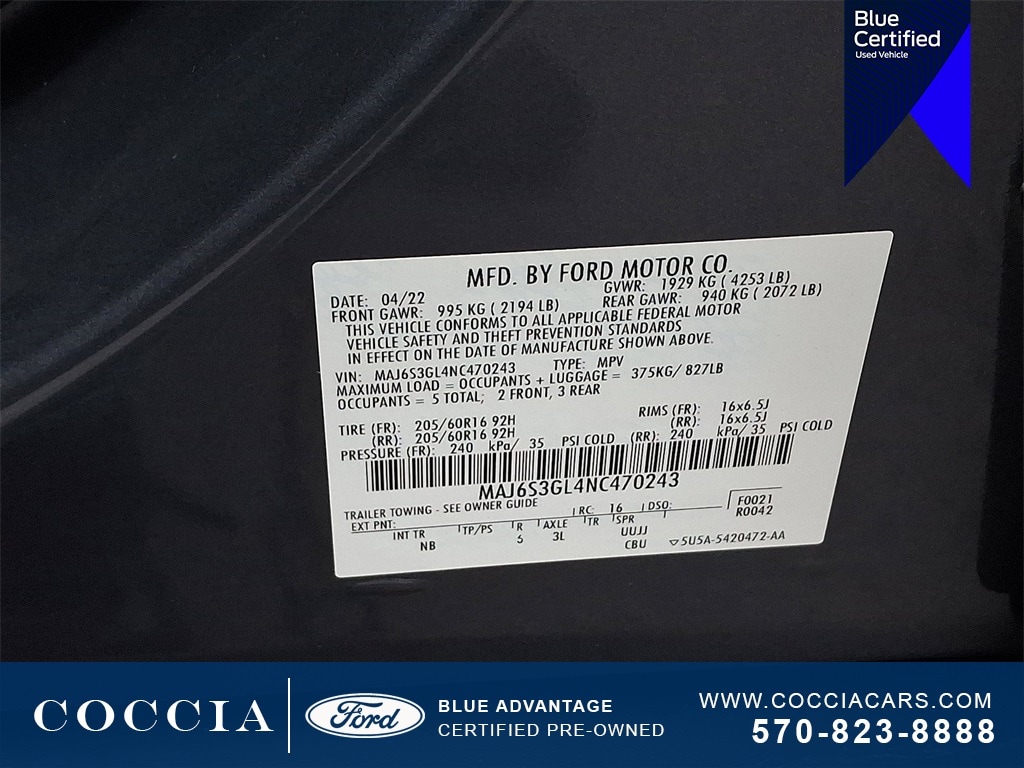 Blue
Certified
Used Vehicle
MFD. BY FORD MOTOR CO.
DATE: 04/22 GVWR: 1929 KG ( 4253 LB)
FRONT GAWR: 995 KG ( 2194 LB) REAR GAWR: 940 KG ( 2072 LB)
THIS VEHICLE CONFORMS TO ALL APPLICABLE FEDERAL MOTOR
VEHICLE SAFETY AND THEFT PREVENTION STANDARDS
IN EFFECT ON THE DATE OF MANUFACTURE SHOWN ABOVE.
VIN: MAJ6S3GL4NC470243 TYPE: MPV
MAXIMUM LOAD = OCCUPANTS + LUGGAGE = 375KG/ 827LB
OCCUPANTS = 5 TOTAL; 2 FRONT, 3 REAR
TIRE (FR): 205/60R16 92H RIMS (FR): 16x6.5J
(RR): 205/60R16 92H (RR): 16x6.5J
PRESSURE (FR): 240 kPa/ 35 PSI COLD (RR): 240 kPa/ 35 PSI COLD
MAJ6S3GL4NC470243
TRAILER TOWING - SEE OWNER GUIDE
EXT PNT: RC: 16 DSO: F0021
R0042
INT TR TP/PS R AXLE TR SPR
NB 5 3L UUJJ
CBU ▽5U5A-5420472-AA
COCCIA
Ford
BLUE ADVANTAGE
CERTIFIED PRE-OWNED
WWW.COCCIACARS.COM
570-823-8888